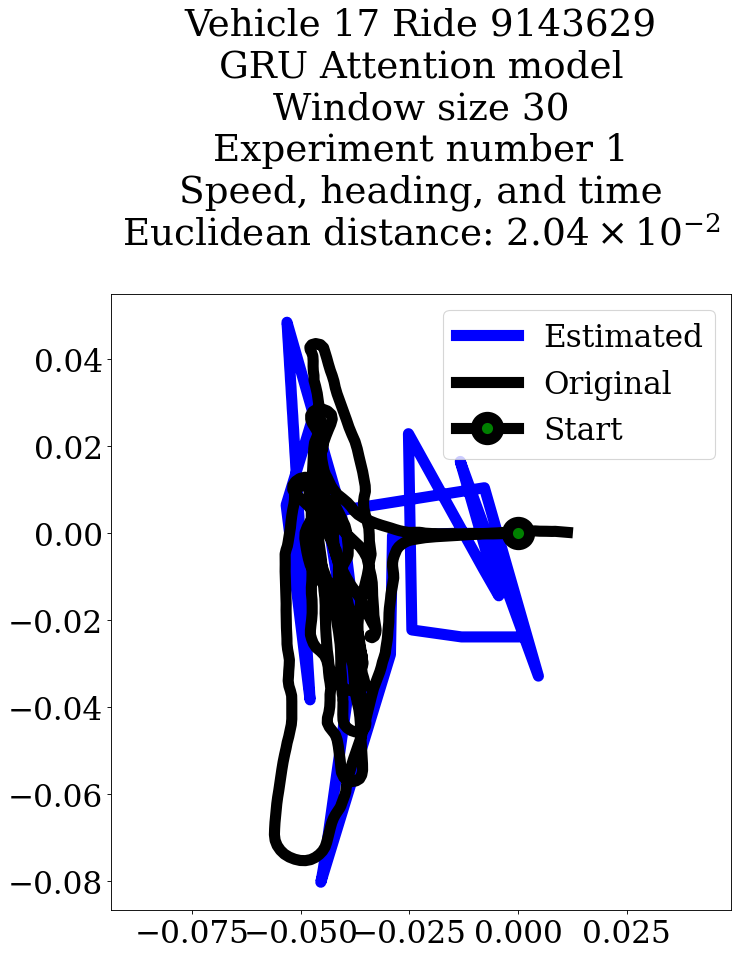 Vehicle 17 Ride 9143629
GRU Attention model
Window size 30
Experiment number 1
Speed, heading, and time
Euclidean distance: 2.04 × 10⁻²
Estimated
Original
Start
0.04
0.02
0.00
−0.02
−0.04
−0.06
−0.08
−0.075 −0.050 −0.025 0.000 0.025